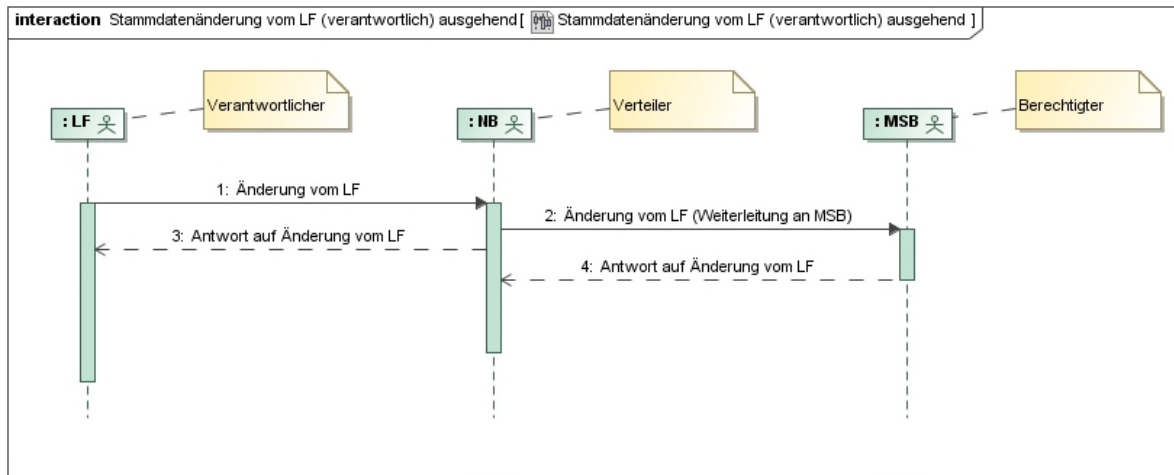 interaction Stammdatenänderung vom LF (verantwortlich) ausgehend [ Stammdatenänderung vom LF (verantwortlich) ausgehend ]
Verantwortlicher
Verteiler
Berechtigter
: LF
: NB
: MSB
1: Änderung vom LF
2: Änderung vom LF (Weiterleitung an MSB)
3: Antwort auf Änderung vom LF
4: Antwort auf Änderung vom LF